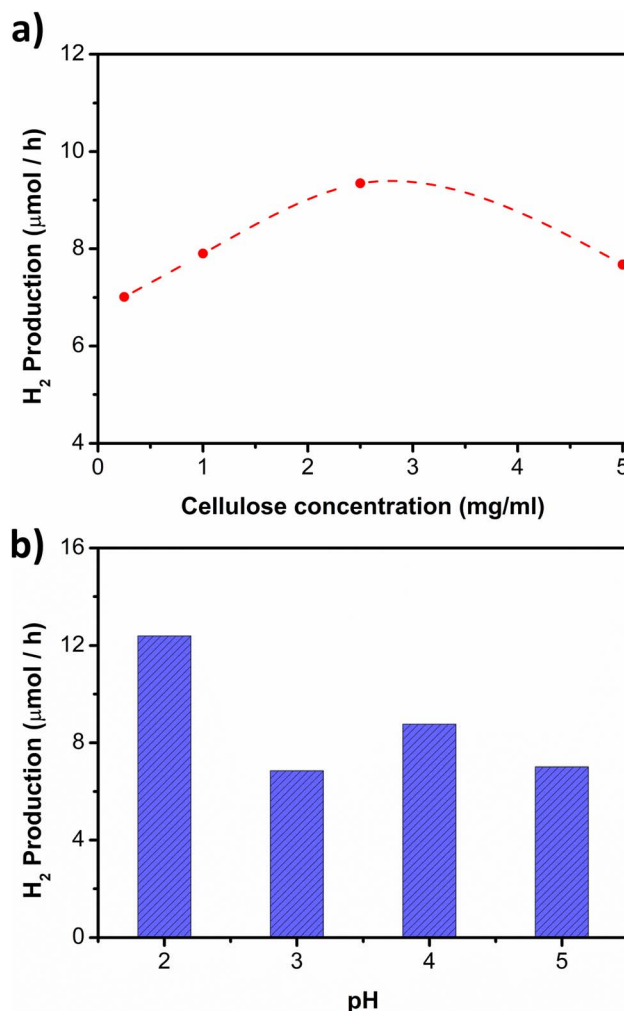 a)
12
10
8
6
4
H₂ Production (μmol / h)
0 1 2 3 4 5
Cellulose concentration (mg/ml)
b)
16
12
8
4
0
H₂ Production (μmol / h)
2 3 4 5
pH